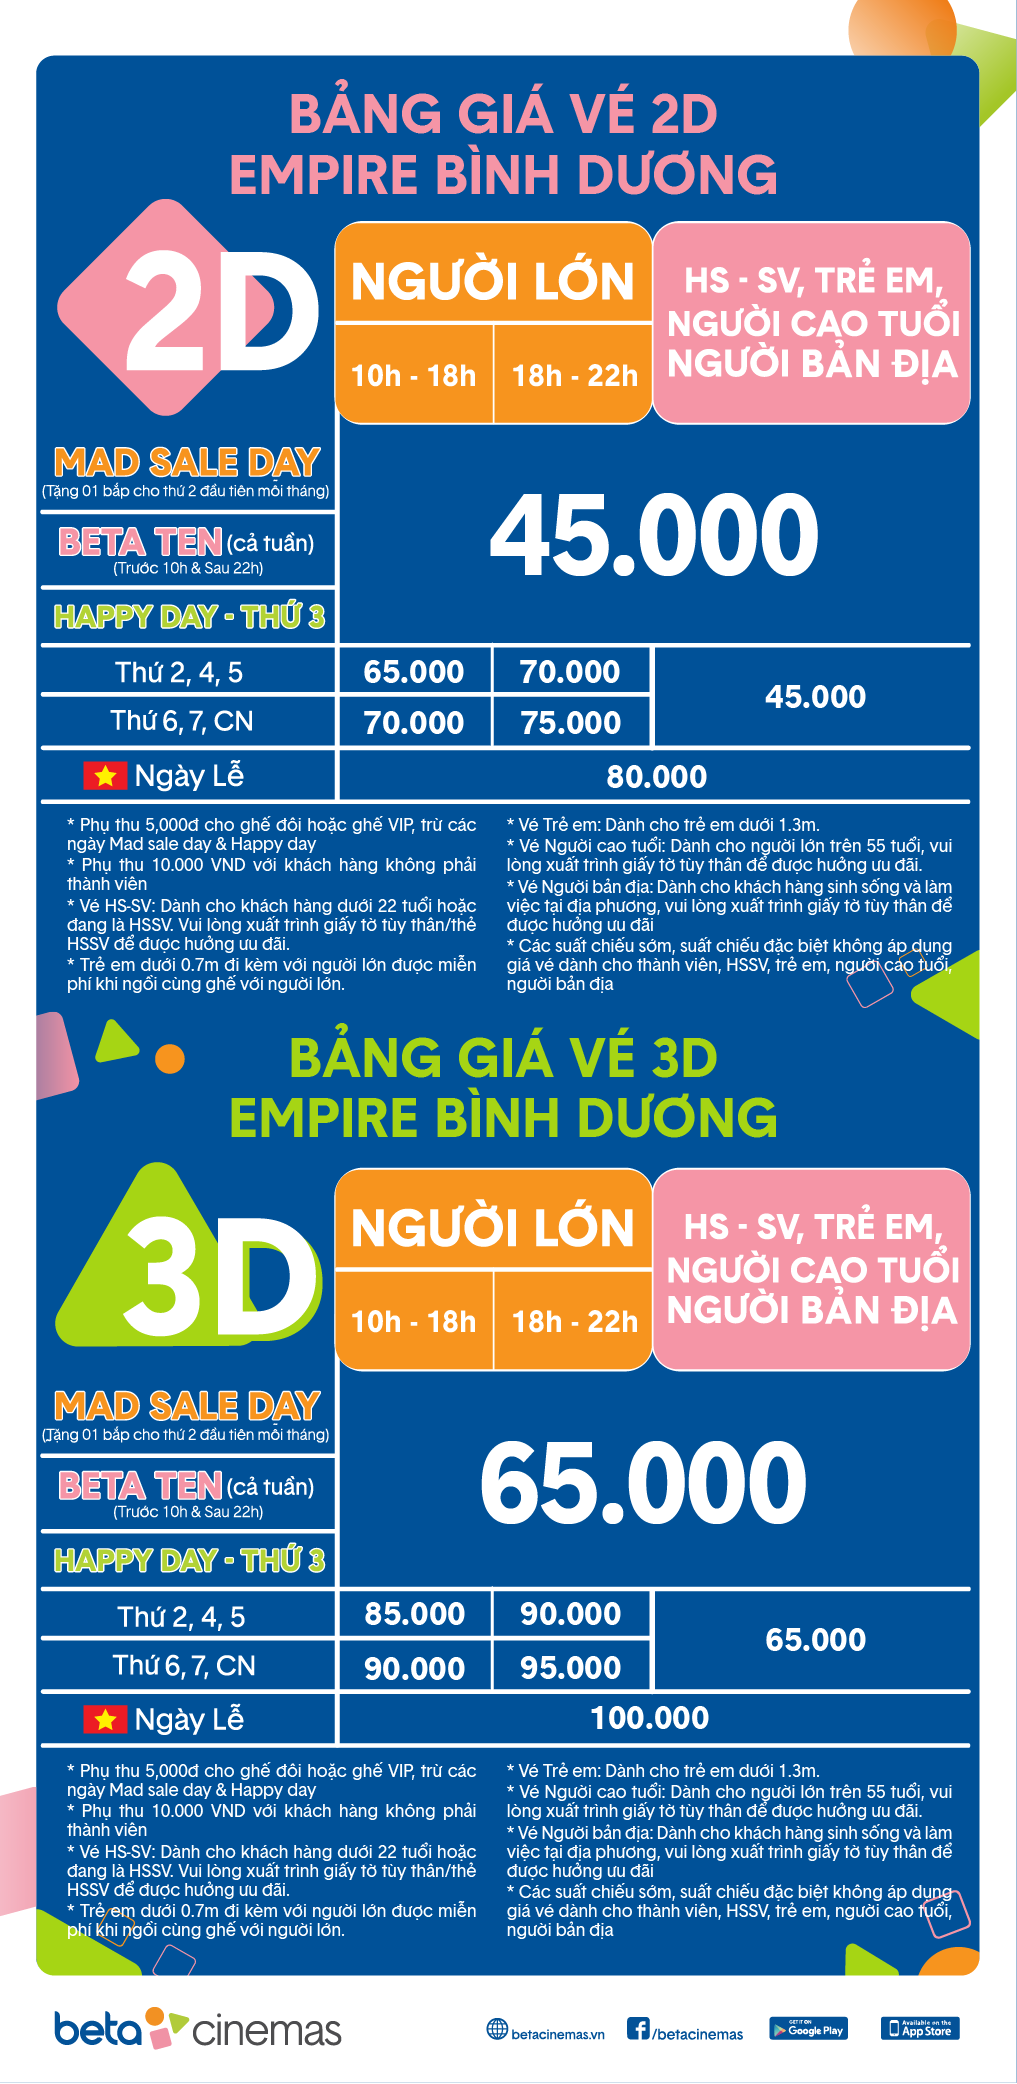 BẢNG GIÁ VÉ 2D
EMPIRE BÌNH DƯƠNG
2D
NGƯỜI LỚN
10h - 18h
18h - 22h
HS - SV, TRẺ EM,
NGƯỜI CAO TUỔI
NGƯỜI BẢN ĐỊA
MAD SALE DAY
(Tặng 01 bắp cho thứ 2 đầu tiên mỗi tháng)
BETA TEN (cả tuần)
(Trước 10h & Sau 22h)
HAPPY DAY - THỨ 3
45.000
Thứ 2, 4, 5
65.000
70.000
45.000
Thứ 6, 7, CN
70.000
75.000
Ngày Lễ
80.000
* Phụ thu 5,000đ cho ghế đôi hoặc ghế VIP, trừ các
ngày Mad sale day & Happy day
* Phụ thu 10.000 VND với khách hàng không phải
thành viên
* Vé HS-SV: Dành cho khách hàng dưới 22 tuổi hoặc
đang là HSSV. Vui lòng xuất trình giấy tờ tùy thân/thẻ
HSSV để được hưởng ưu đãi.
* Trẻ em dưới 0.7m đi kèm với người lớn được miễn
phí khi ngồi cùng ghế với người lớn.
* Vé Trẻ em: Dành cho trẻ em dưới 1.3m.
* Vé Người cao tuổi: Dành cho người lớn trên 55 tuổi, vui
lòng xuất trình giấy tờ tùy thân để được hưởng ưu đãi.
* Vé Người bản địa: Dành cho khách hàng sinh sống và làm
việc tại địa phương, vui lòng xuất trình giấy tờ tùy thân để
được hưởng ưu đãi
* Các suất chiếu sớm, suất chiếu đặc biệt không áp dụng
giá vé dành cho thành viên, HSSV, trẻ em, người cao tuổi,
người bản địa
BẢNG GIÁ VÉ 3D
EMPIRE BÌNH DƯƠNG
3D
NGƯỜI LỚN
10h - 18h
18h - 22h
HS - SV, TRẺ EM,
NGƯỜI CAO TUỔI
NGƯỜI BẢN ĐỊA
MAD SALE DAY
(Tặng 01 bắp cho thứ 2 đầu tiên mỗi tháng)
BETA TEN (cả tuần)
(Trước 10h & Sau 22h)
HAPPY DAY - THỨ 3
65.000
Thứ 2, 4, 5
85.000
90.000
65.000
Thứ 6, 7, CN
90.000
95.000
Ngày Lễ
100.000
* Phụ thu 5,000đ cho ghế đôi hoặc ghế VIP, trừ các
ngày Mad sale day & Happy day
* Phụ thu 10.000 VND với khách hàng không phải
thành viên
* Vé HS-SV: Dành cho khách hàng dưới 22 tuổi hoặc
đang là HSSV. Vui lòng xuất trình giấy tờ tùy thân/thẻ
HSSV để được hưởng ưu đãi.
* Trẻ em dưới 0.7m đi kèm với người lớn được miễn
phí khi ngồi cùng ghế với người lớn.
* Vé Trẻ em: Dành cho trẻ em dưới 1.3m.
* Vé Người cao tuổi: Dành cho người lớn trên 55 tuổi, vui
lòng xuất trình giấy tờ tùy thân để được hưởng ưu đãi.
* Vé Người bản địa: Dành cho khách hàng sinh sống và làm
việc tại địa phương, vui lòng xuất trình giấy tờ tùy thân để
được hưởng ưu đãi
* Các suất chiếu sớm, suất chiếu đặc biệt không áp dụng
giá vé dành cho thành viên, HSSV, trẻ em, người cao tuổi,
người bản địa
beta cinemas
betacinemas.vn
/betacinemas
GET IT ON
Google Play
Available on the
App Store